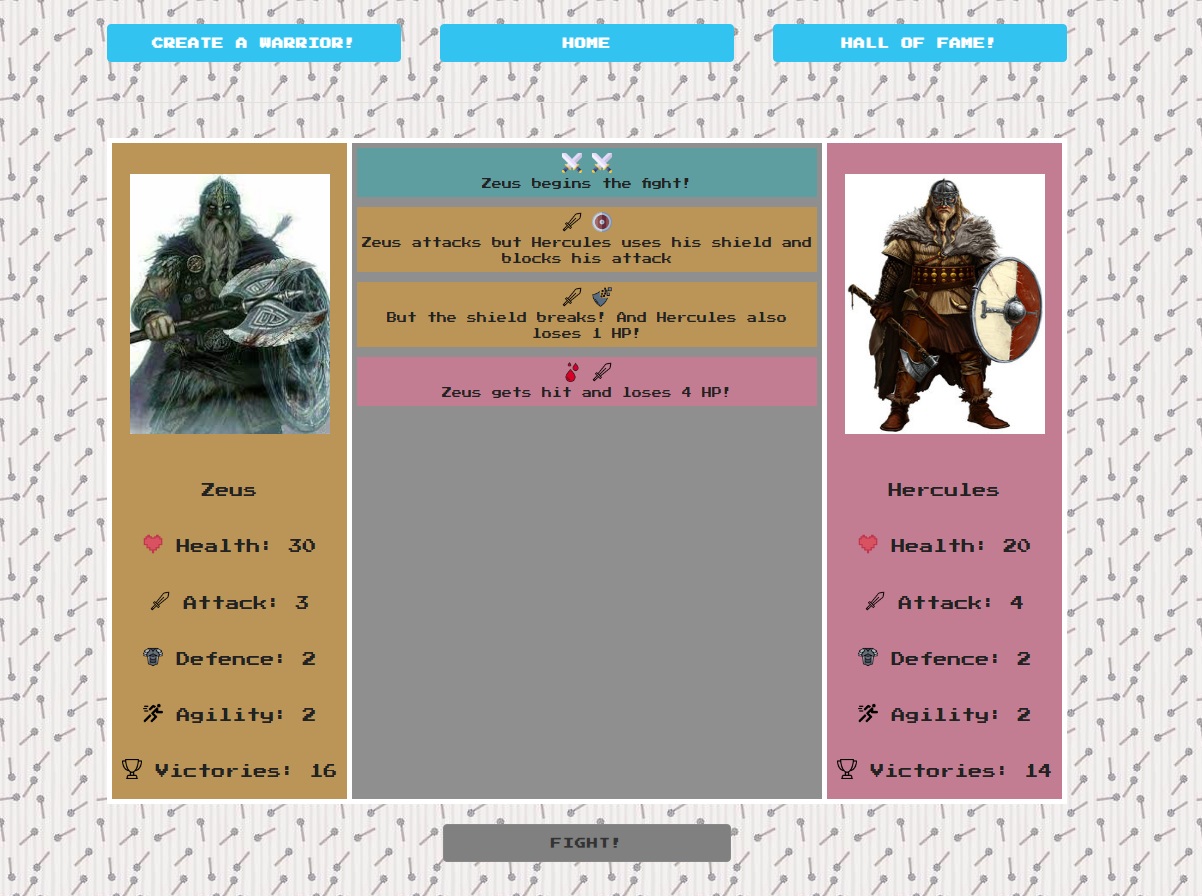 CREATE A WARRIOR!
HOME
HALL OF FAME!
Zeus begins the fight!
Zeus attacks but Hercules uses his shield and
blocks his attack
But the shield breaks! And Hercules also
loses 1 HP!
Zeus gets hit and loses 4 HP!
Zeus
Health: 30
Attack: 3
Defence: 2
Agility: 2
Victories: 16
Hercules
Health: 20
Attack: 4
Defence: 2
Agility: 2
Victories: 14
FIGHT!